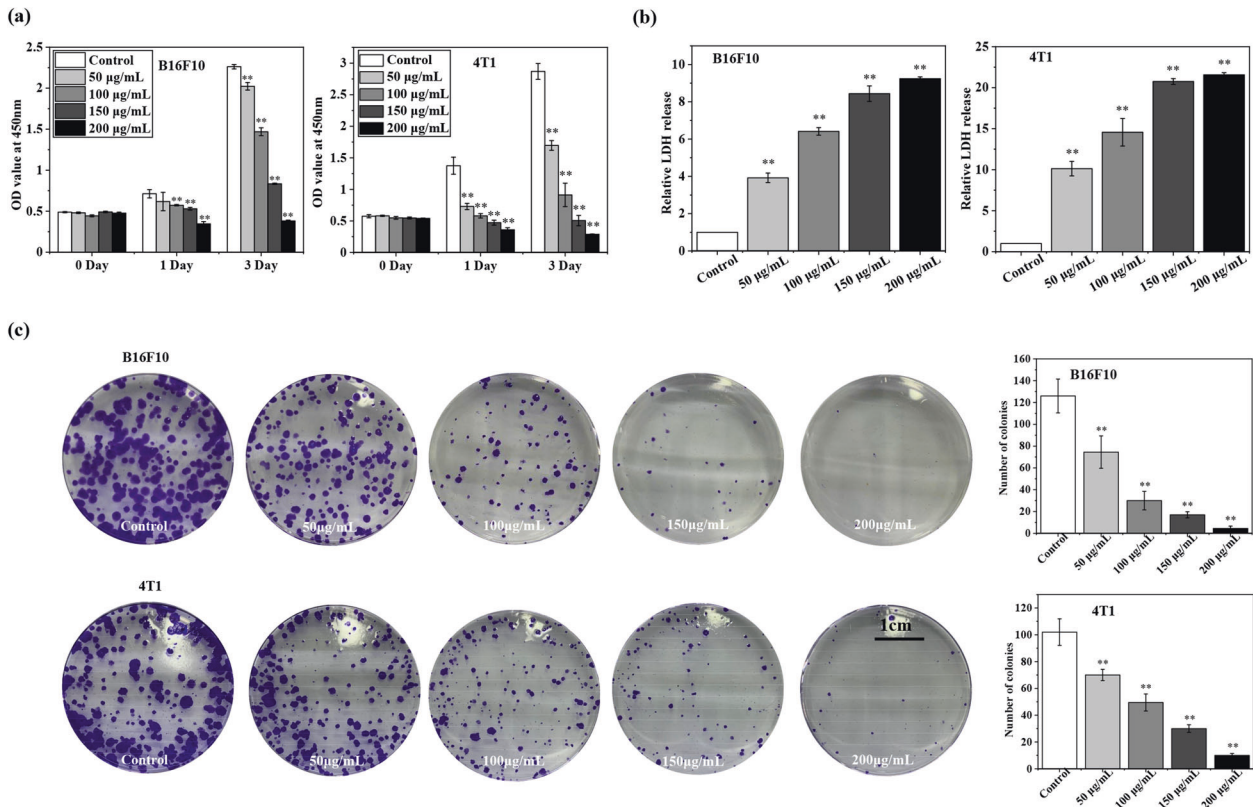 (a)
B16F10
Control
50 μg/mL
100 μg/mL
150 μg/mL
200 μg/mL
OD value at 450nm
2.5
2
1.5
1
0.5
0
**
**
**
**
**
**
**
0 Day
1 Day
3 Day
4T1
Control
50 μg/mL
100 μg/mL
150 μg/mL
200 μg/mL
OD value at 450nm
3
2.5
2
1.5
1
0.5
0
**
**
**
**
**
**
**
**
0 Day
1 Day
3 Day
(b)
B16F10
Relative LDH release
10
8
6
4
2
0
**
**
**
**
Control
50 μg/mL
100 μg/mL
150 μg/mL
200 μg/mL
4T1
Relative LDH release
25
20
15
10
5
0
**
**
**
**
Control
50 μg/mL
100 μg/mL
150 μg/mL
200 μg/mL
(c)
B16F10
Control
50μg/mL
100μg/mL
150μg/mL
200μg/mL
B16F10
Number of colonies
160
140
120
100
80
60
40
20
0
**
**
**
**
Control
50 μg/mL
100 μg/mL
150 μg/mL
200 μg/mL
4T1
1cm
Control
50μg/mL
100μg/mL
150μg/mL
200μg/mL
4T1
Number of colonies
120
100
80
60
40
20
0
**
**
**
**
Control
50 μg/mL
100 μg/mL
150 μg/mL
200 μg/mL